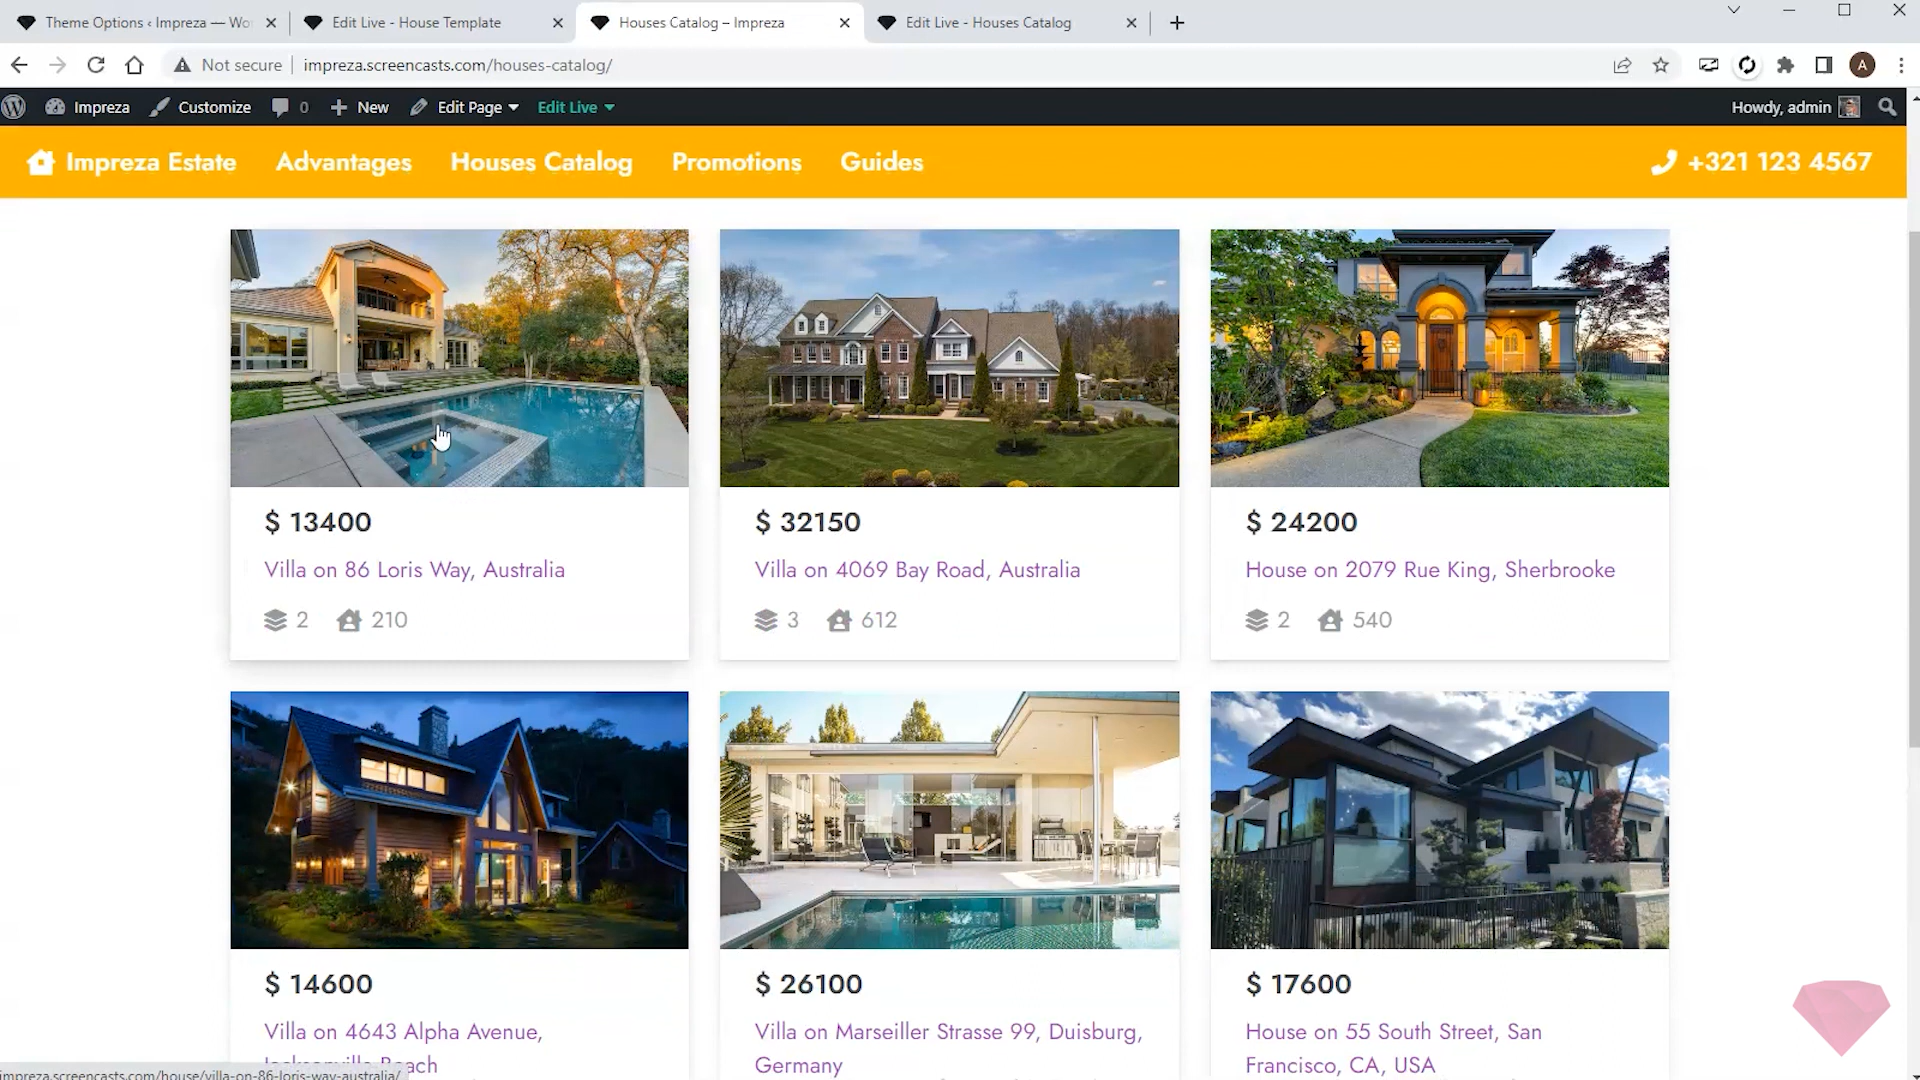 Theme Options ‹ Impreza — Wo
Edit Live - House Template
Houses Catalog – Impreza
Edit Live - Houses Catalog
Not secure
impreza.screencasts.com/houses-catalog/
A
Impreza
Customize
0
New
Edit Page
Edit Live
Howdy, admin
Impreza Estate
Advantages
Houses Catalog
Promotions
Guides
+321 123 4567
$ 13400
Villa on 86 Loris Way, Australia
2 210
$ 32150
Villa on 4069 Bay Road, Australia
3 612
$ 24200
House on 2079 Rue King, Sherbrooke
2 540
$ 14600
Villa on 4643 Alpha Avenue,
Jacksonville Beach
$ 26100
Villa on Marseiller Strasse 99, Duisburg,
Germany
$ 17600
House on 55 South Street, San
Francisco, CA, USA
impreza.screencasts.com/house/villa-on-86-loris-way-australia/